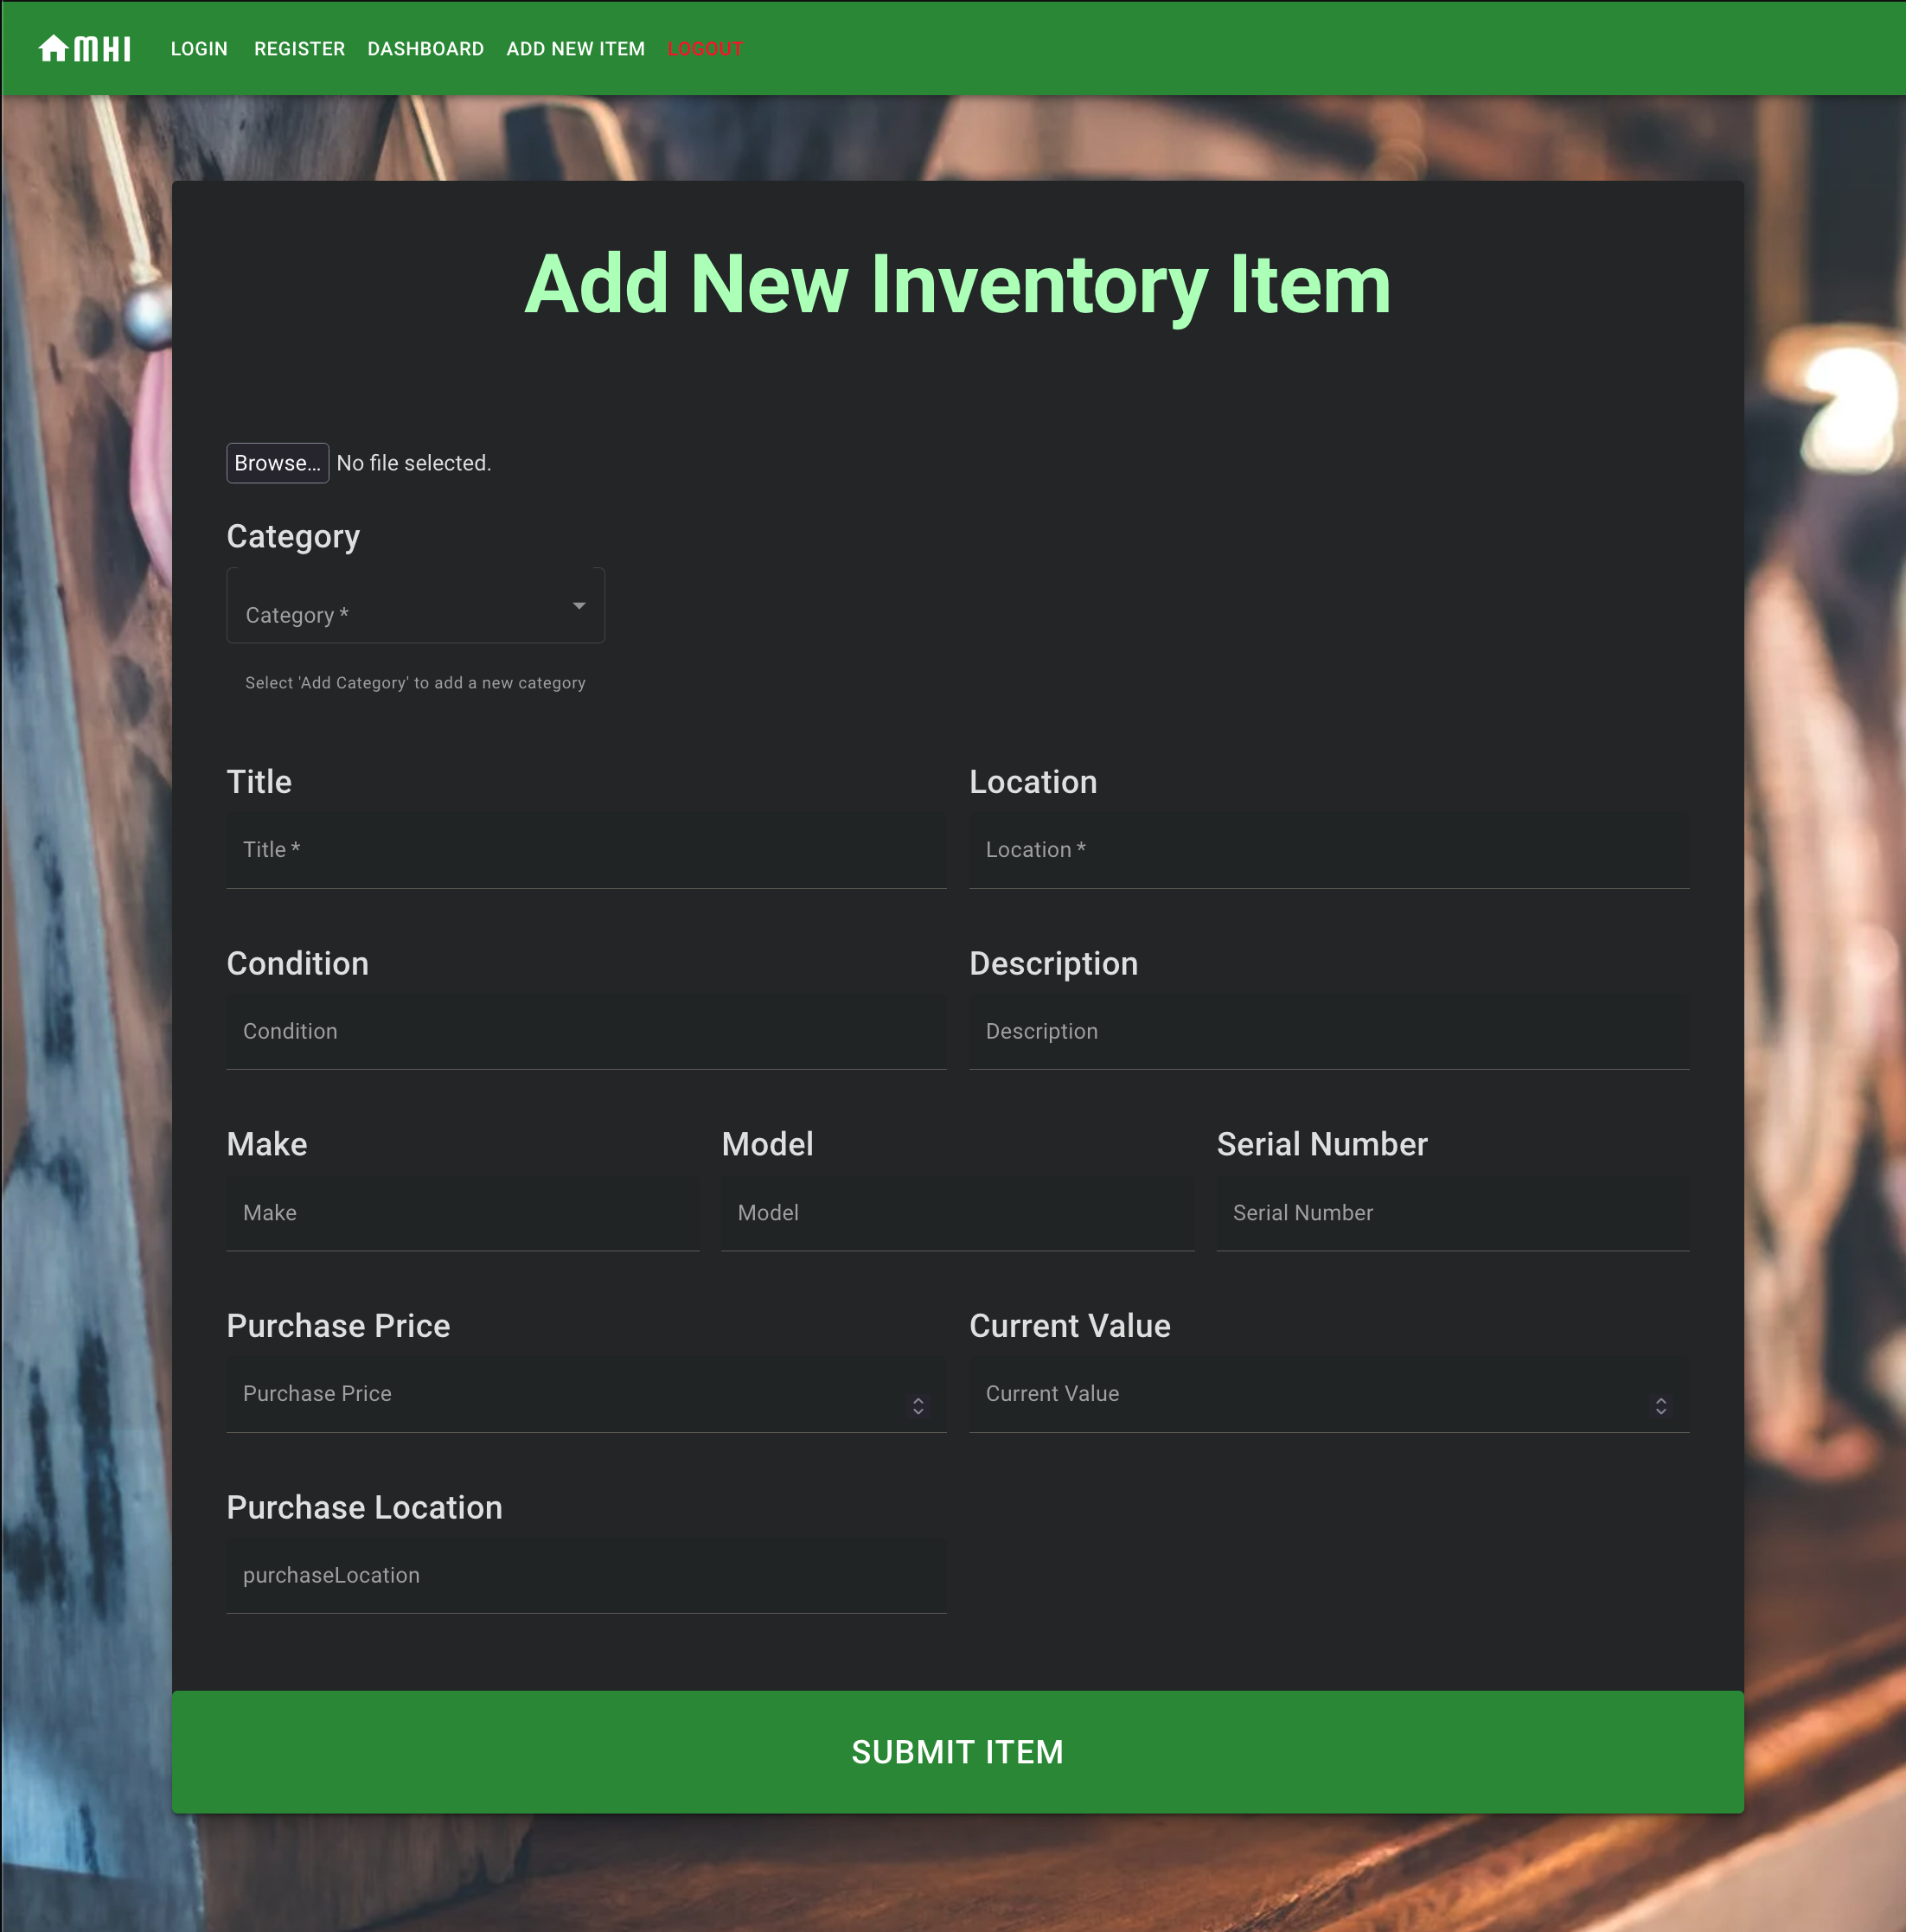 MHI LOGIN REGISTER DASHBOARD ADD NEW ITEM LOGOUT
Add New Inventory Item
Browse... No file selected.
Category
Category *
Select 'Add Category' to add a new category
Title Location
Title * Location *
Condition Description
Condition Description
Make Model Serial Number
Make Model Serial Number
Purchase Price Current Value
Purchase Price Current Value
Purchase Location
purchaseLocation
SUBMIT ITEM